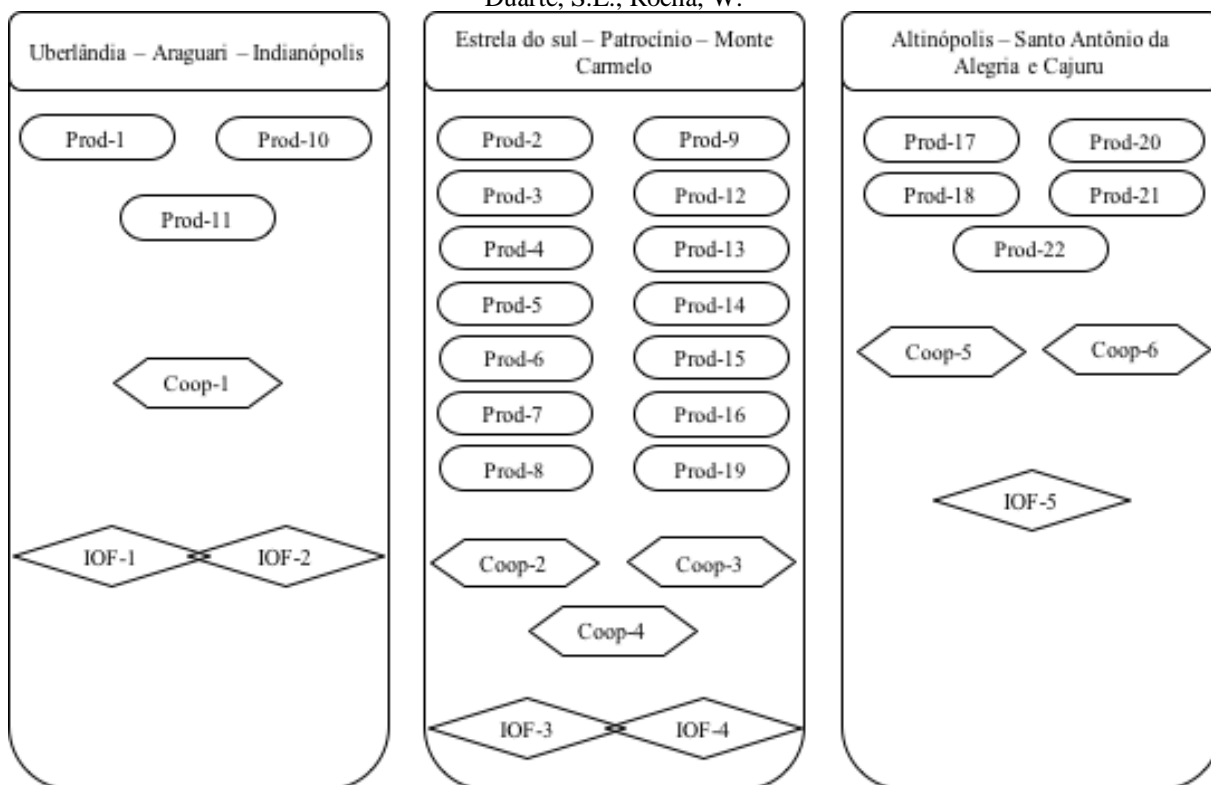 Duarte, S.L., Rocha, W.
Uberlândia – Araguari – Indianópolis
Prod-1
Prod-10
Prod-11
Coop-1
IOF-1
IOF-2
Estrela do sul – Patrocínio – Monte
Carmelo
Prod-2
Prod-9
Prod-3
Prod-12
Prod-4
Prod-13
Prod-5
Prod-14
Prod-6
Prod-15
Prod-7
Prod-16
Prod-8
Prod-19
Coop-2
Coop-3
Coop-4
IOF-3
IOF-4
Altinópolis – Santo Antônio da
Alegria e Cajuru
Prod-17
Prod-20
Prod-18
Prod-21
Prod-22
Coop-5
Coop-6
IOF-5